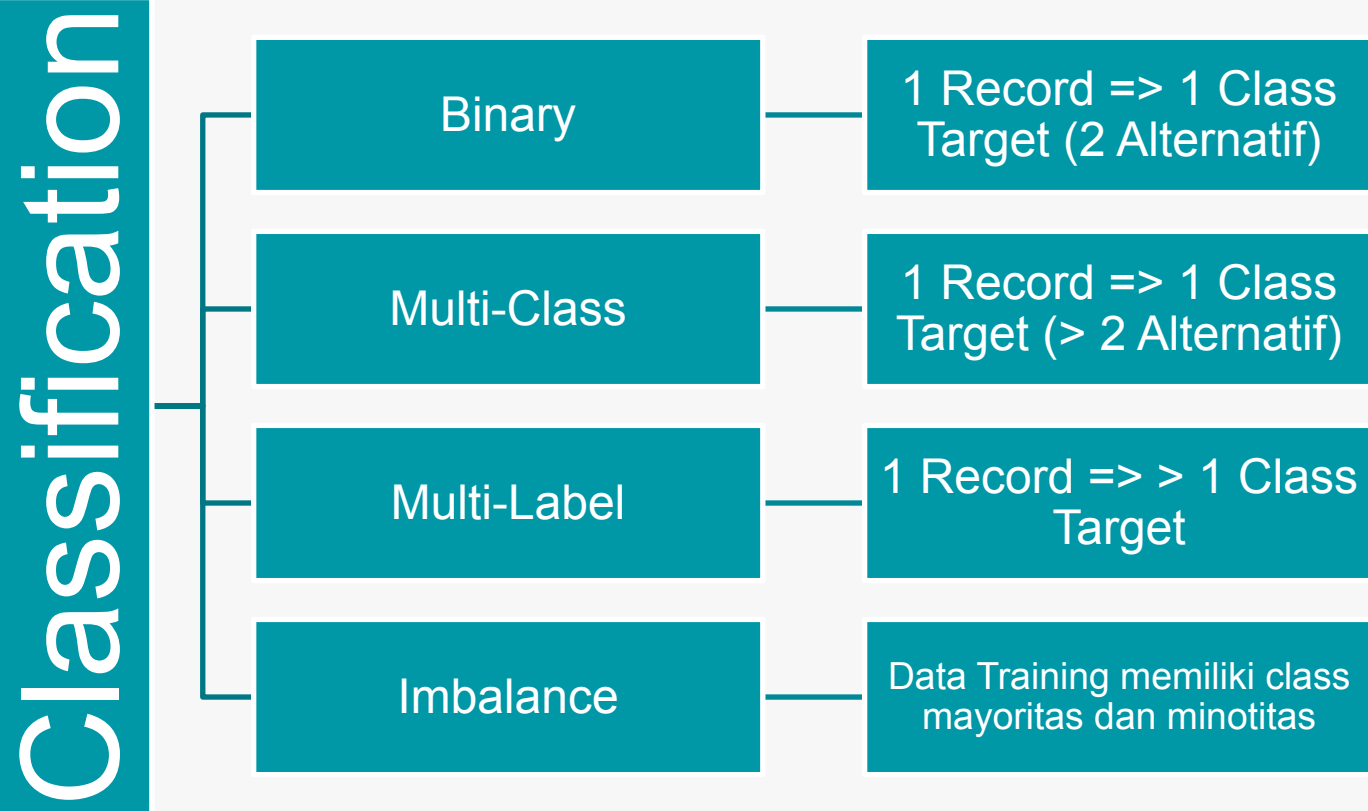 Classification
Binary
1 Record => 1 Class
Target (2 Alternatif)
Multi-Class
1 Record => 1 Class
Target (> 2 Alternatif)
Multi-Label
1 Record => > 1 Class
Target
Imbalance
Data Training memiliki class
mayoritas dan minotitas